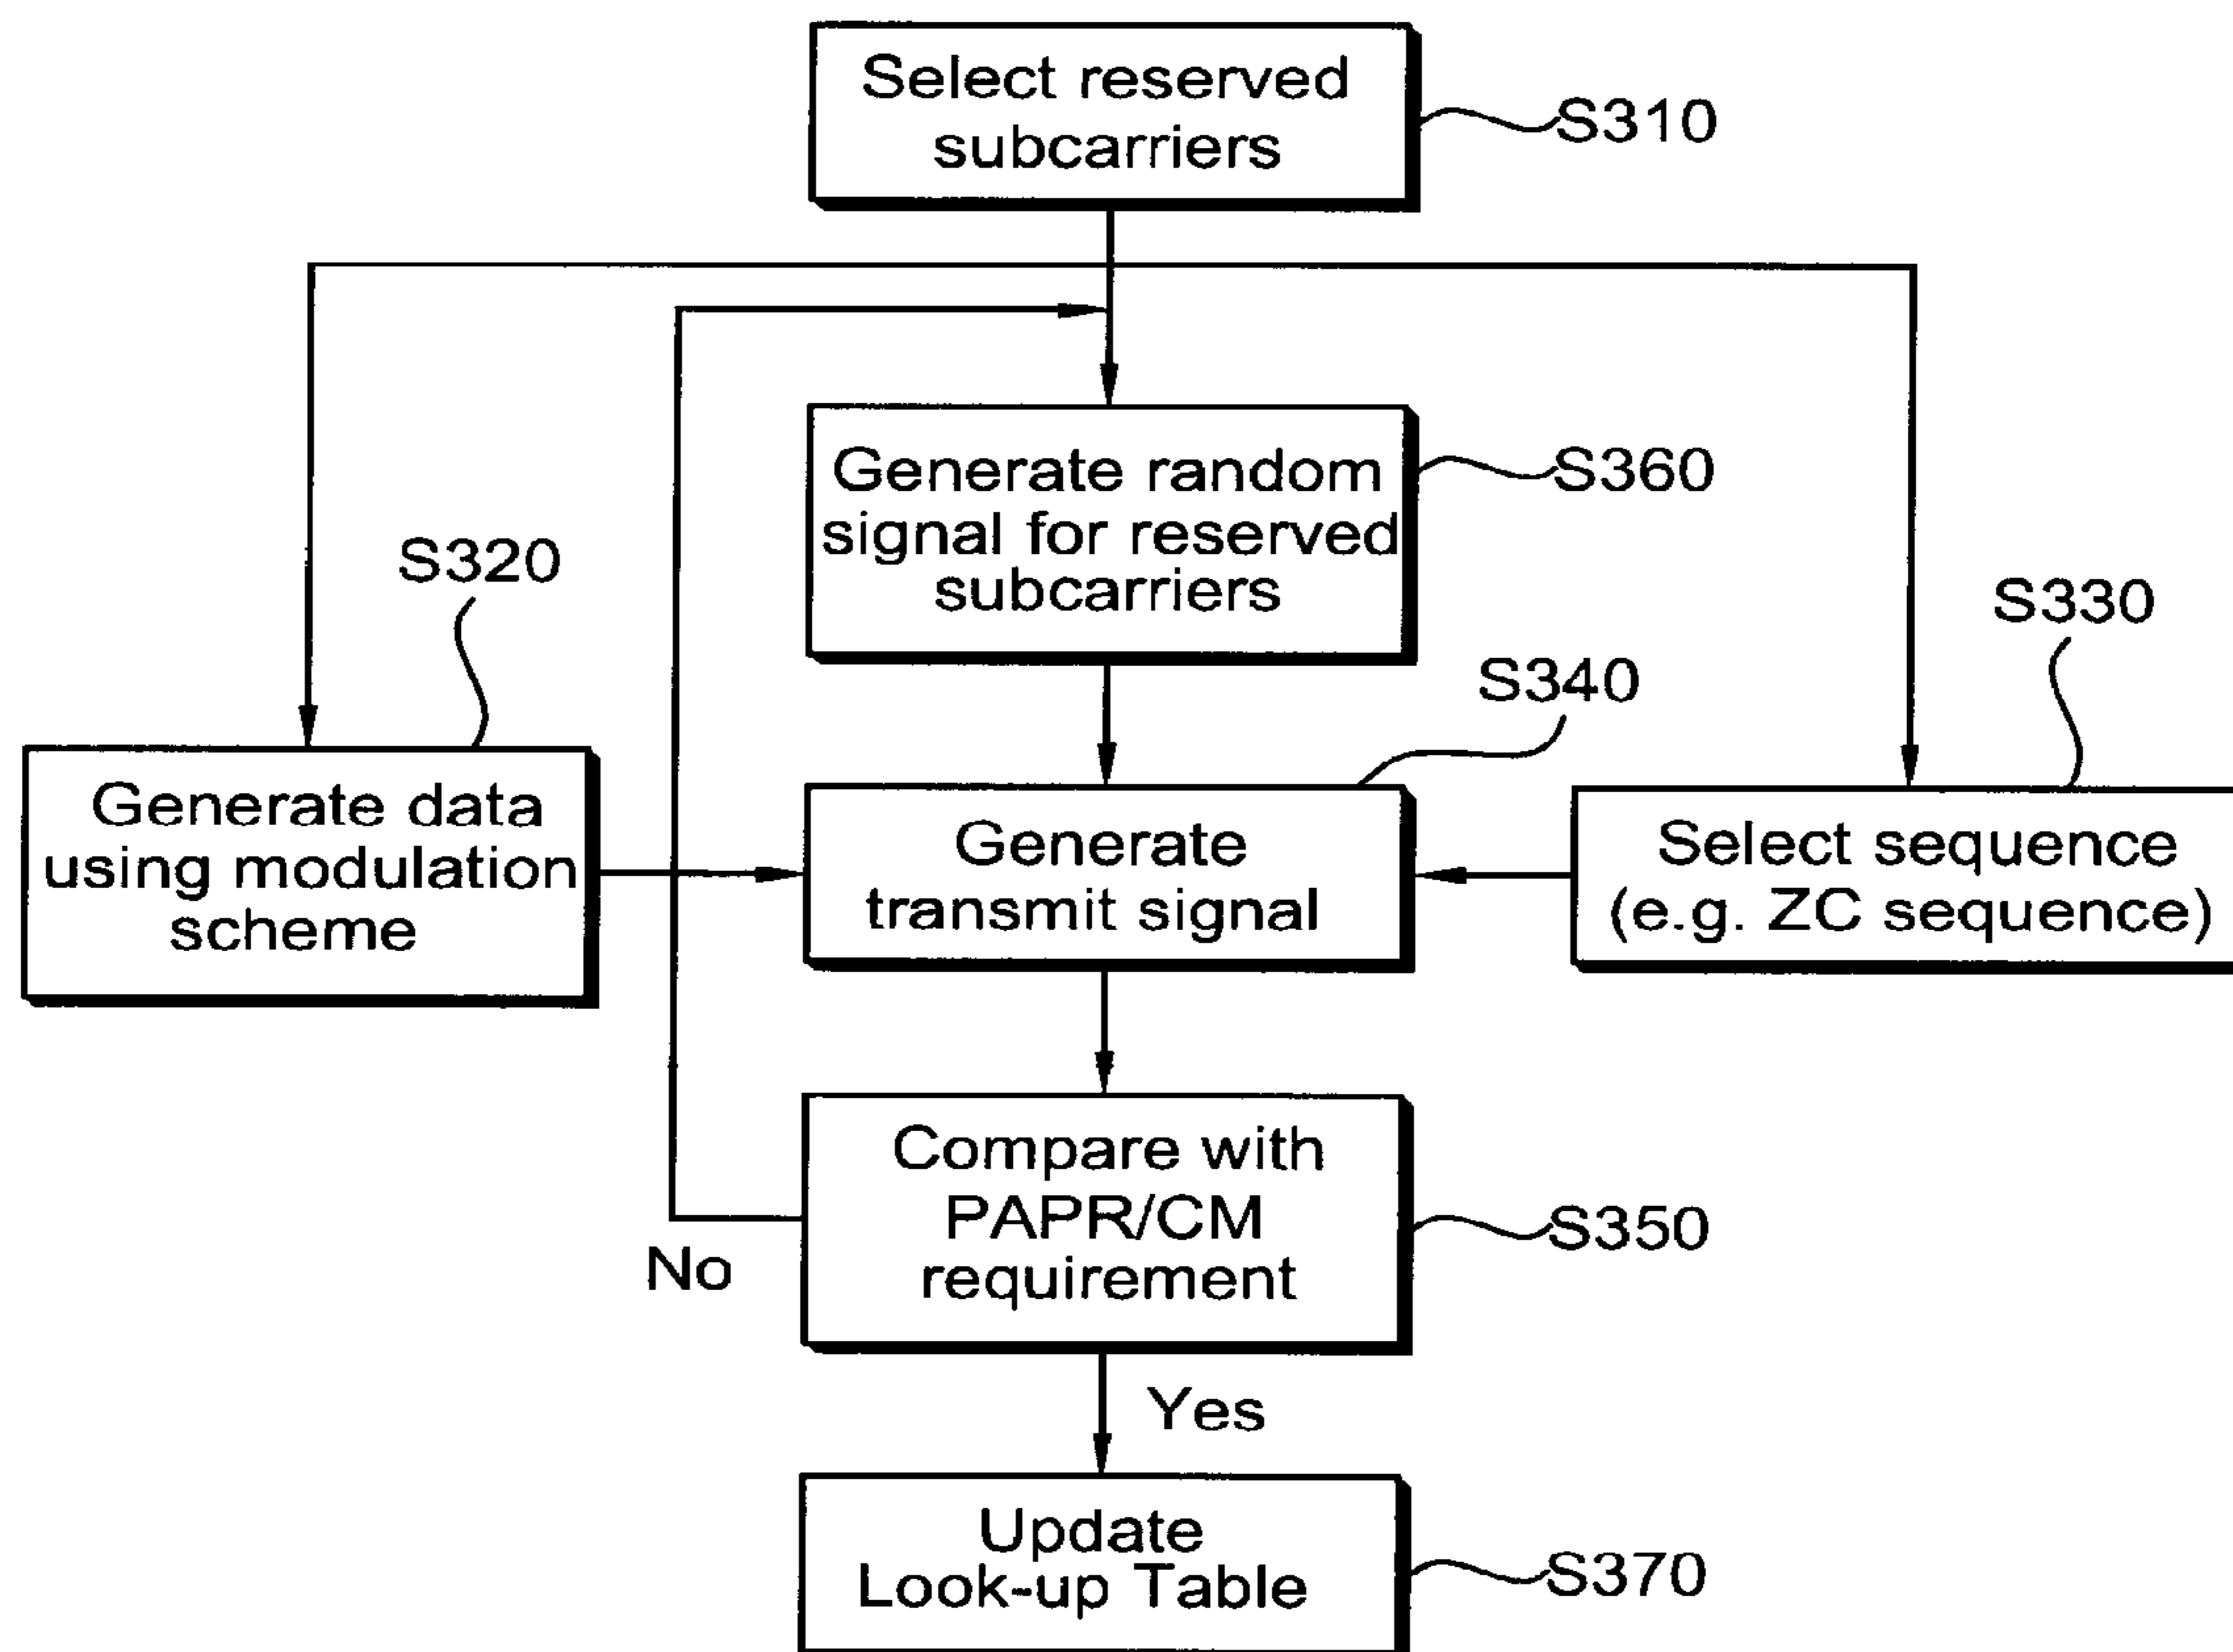 Select reserved
subcarriers
S310
Generate random
signal for reserved
subcarriers
S360
S320
Generate data
using modulation
scheme
S340
Generate
transmit signal
S330
Select sequence
(e.g. ZC sequence)
Compare with
PAPR/CM
requirement
S350
No
Yes
Update
Look-up Table
S370